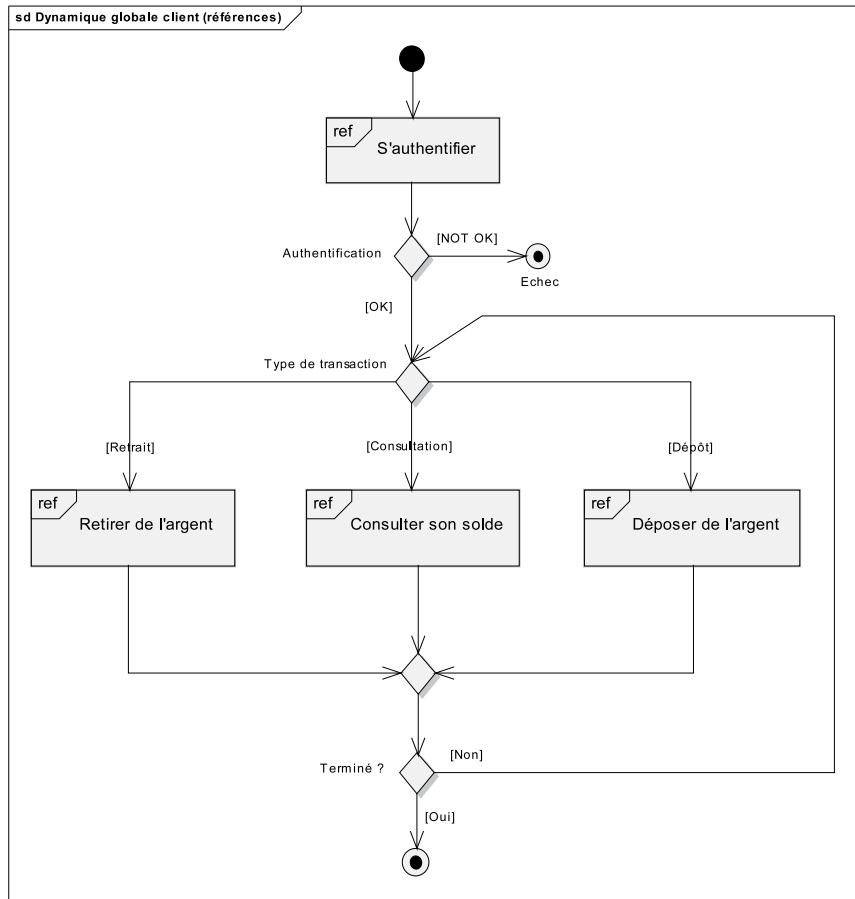 sd Dynamique globale client (références)
ref
S'authentifier
Authentification
[NOT OK]
Echec
[OK]
Type de transaction
[Retrait]
[Consultation]
[Dépôt]
ref
Retirer de l'argent
ref
Consulter son solde
ref
Déposer de l'argent
Terminé ?
[Non]
[Oui]